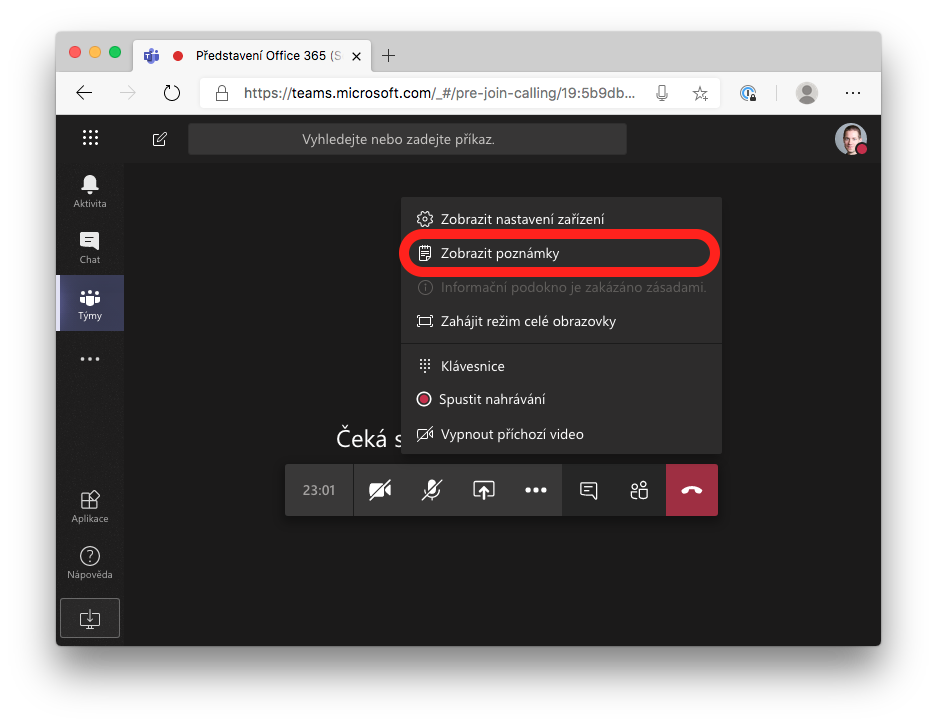 Představení Office 365 (S
https://teams.microsoft.com/_#/pre-join-calling/19:5b9db...
Vyhledejte nebo zadejte příkaz.
Aktivita
Chat
Týmy
Aplikace
Nápověda
Zobrazit nastavení zařízení
Zobrazit poznámky
Informační podokno je zakázáno zásadami.
Zahájit režim celé obrazovky
Klávesnice
Spustit nahrávání
Vypnout příchozí video
Čeká s
23:01